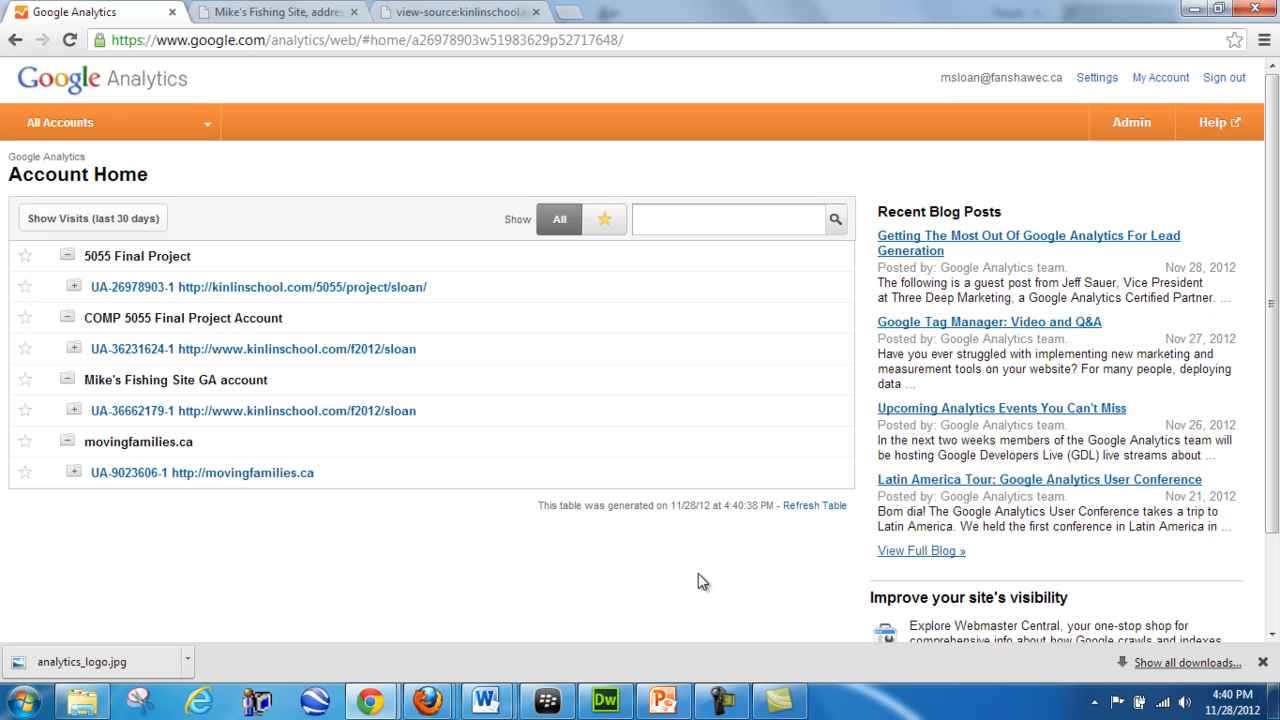 Google Analytics
Mike's Fishing Site, addres
view-source:kinlinschool.in
https://www.google.com/analytics/web/#home/a26978903w51983629p52717648/
Google Analytics
msloan@fanshawec.ca Settings My Account Sign out
All Accounts
Admin
Help
Google Analytics
Account Home
Show Visits (last 30 days)
Show All
5055 Final Project
UA-26978903-1 http://kinlinschool.com/5055/project/sloan/
COMP 5055 Final Project Account
UA-36231624-1 http://www.kinlinschool.com/f2012/sloan
Mike's Fishing Site GA account
UA-36662179-1 http://www.kinlinschool.com/f2012/sloan
movingfamilies.ca
UA-9023606-1 http://movingfamilies.ca
This table was generated on 11/28/12 at 4:40:38 PM - Refresh Table
Recent Blog Posts
Getting The Most Out Of Google Analytics For Lead
Generation
Posted by: Google Analytics team. Nov 28, 2012
The following is a guest post from Jeff Sauer, Vice President
at Three Deep Marketing, a Google Analytics Certified Partner. ...
Google Tag Manager: Video and Q&A
Posted by: Google Analytics team. Nov 27, 2012
Have you ever struggled with implementing new marketing and
measurement tools on your website? For many people, deploying
data ...
Upcoming Analytics Events You Can't Miss
Posted by: Google Analytics team. Nov 26, 2012
In the next two weeks members of the Google Analytics team will
be hosting Google Developers Live (GDL) live streams about ...
Latin America Tour: Google Analytics User Conference
Posted by: Google Analytics team. Nov 21, 2012
Bom dia! The Google Analytics User Conference takes a trip to
Latin America. We held the first conference in Latin America in ...
View Full Blog »
Improve your site's visibility
Explore Webmaster Central, your one-stop shop for
comprehensive info about how Google crawls and indexes
analytics_logo.jpg
Show all downloads...
Dw
4:40 PM
11/28/2012